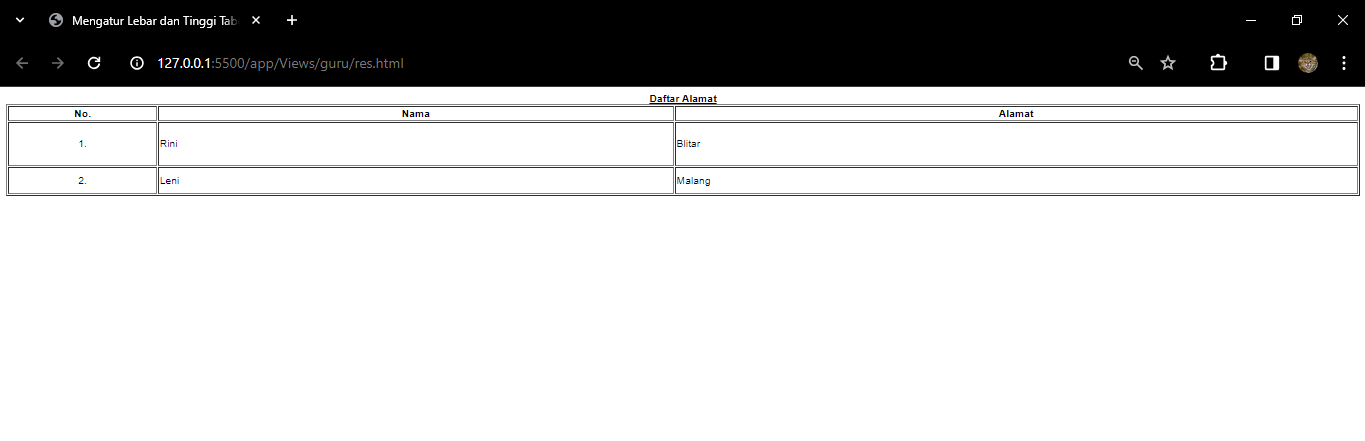 Mengatur Lebar dan Tinggi Tab
127.0.0.1:5500/app/Views/guru/res.html
Daftar Alamat
No. Nama Alamat
1. Rini Blitar
2. Leni Malang